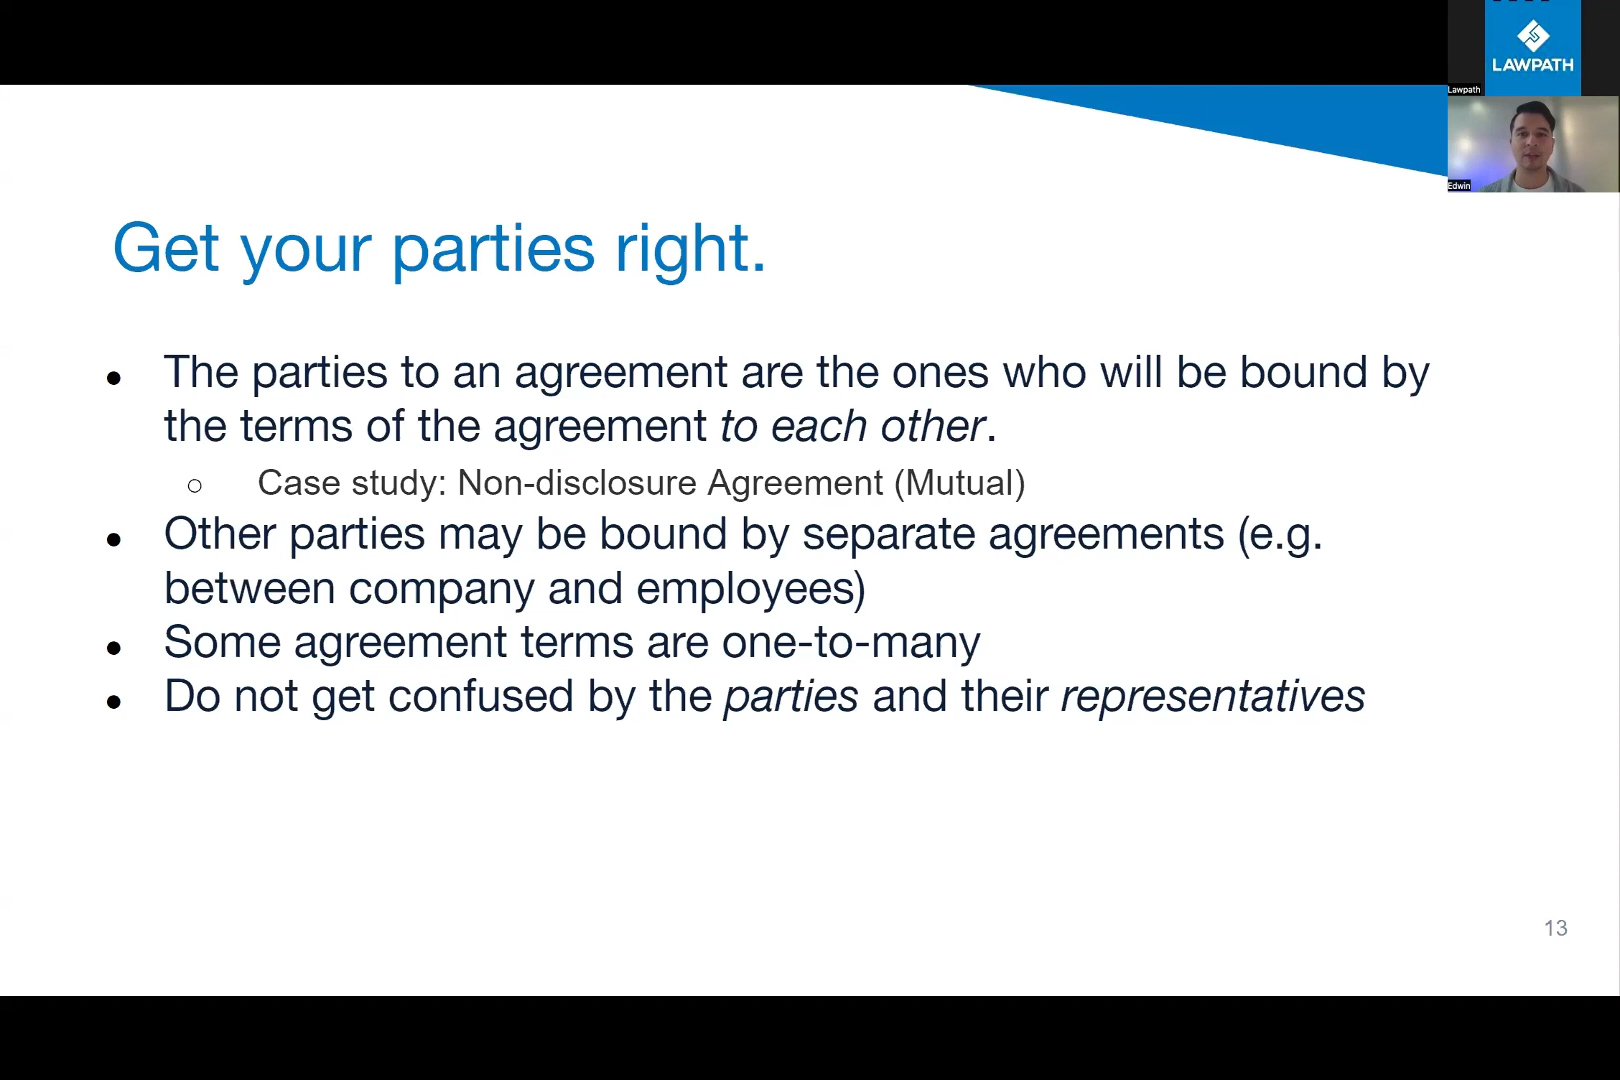 LAWPATH
Lawpath
Edwin
Get your parties right.
● The parties to an agreement are the ones who will be bound by
the terms of the agreement to each other.
○ Case study: Non-disclosure Agreement (Mutual)
● Other parties may be bound by separate agreements (e.g.
between company and employees)
● Some agreement terms are one-to-many
● Do not get confused by the parties and their representatives
13